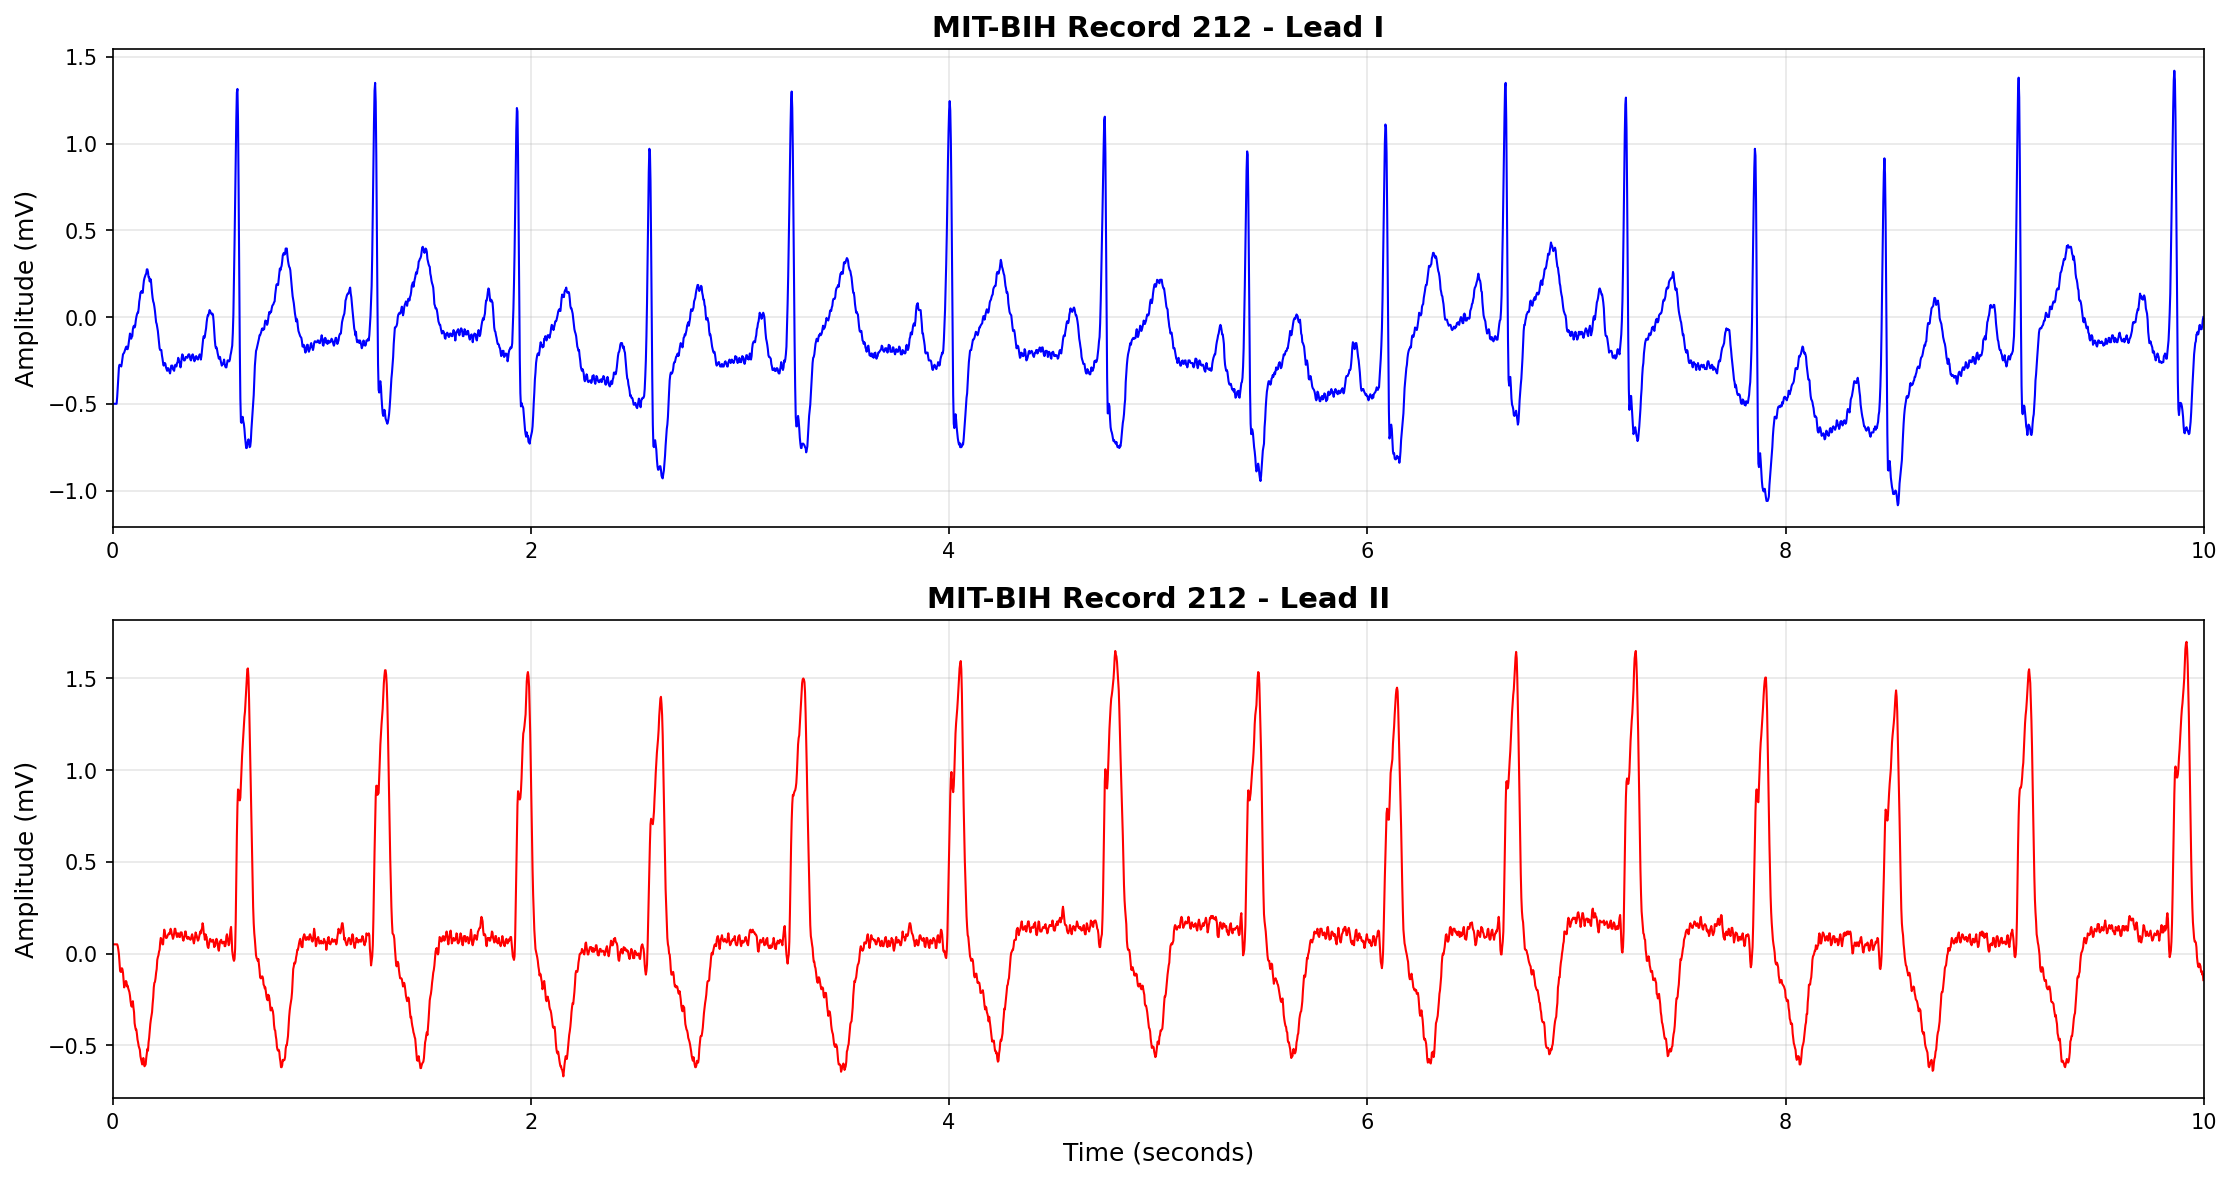 MIT-BIH Record 212 - Lead I
Amplitude (mV)
1.5
1.0
0.5
0.0
−0.5
−1.0
0 2 4 6 8 10
MIT-BIH Record 212 - Lead II
Amplitude (mV)
1.5
1.0
0.5
0.0
−0.5
0 2 4 6 8 10
Time (seconds)